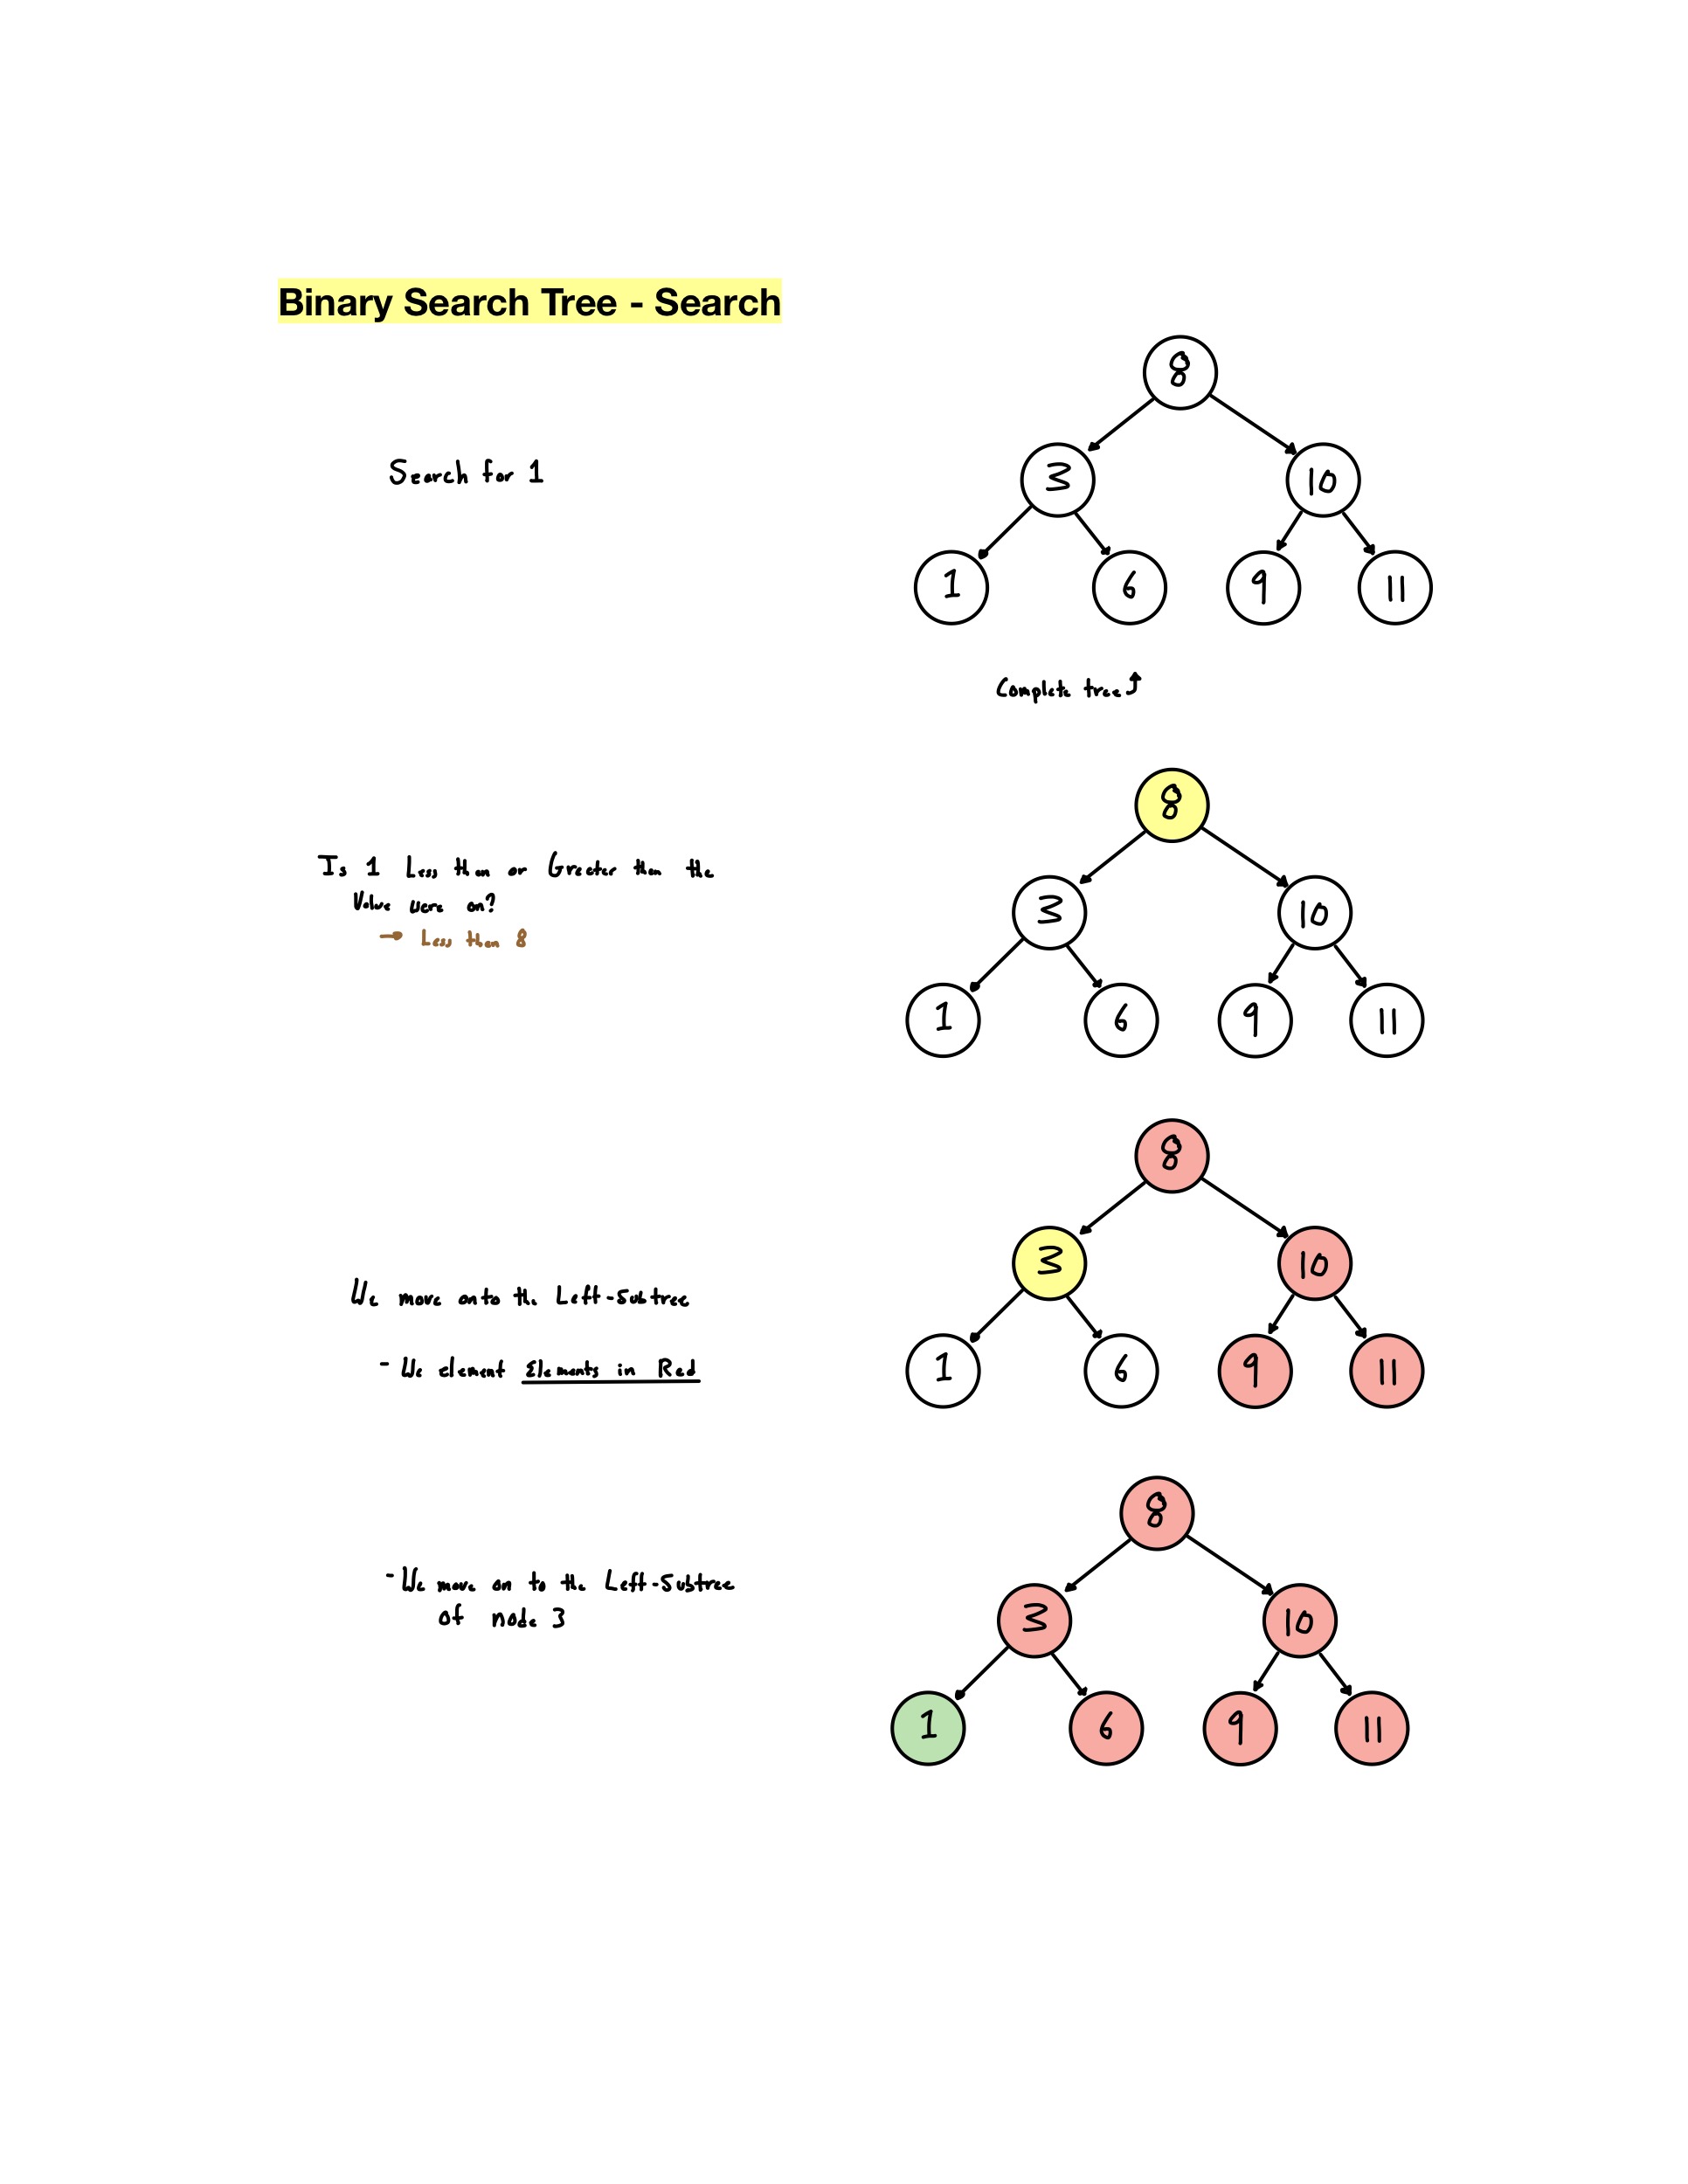 Binary Search Tree - Search
8
Search for 1
3 10
1 6 9 11
Complete tree
8
Is 1 Less than or Greater than the
Value were on?
3 10
Less than 8
1 6 9 11
8
3 10
We move onto the Left-Subtree
- We element Elements in Red
1 6 9 11
8
- We move on to the Left-Subtree
of node 3
3 10
1 6 9 11